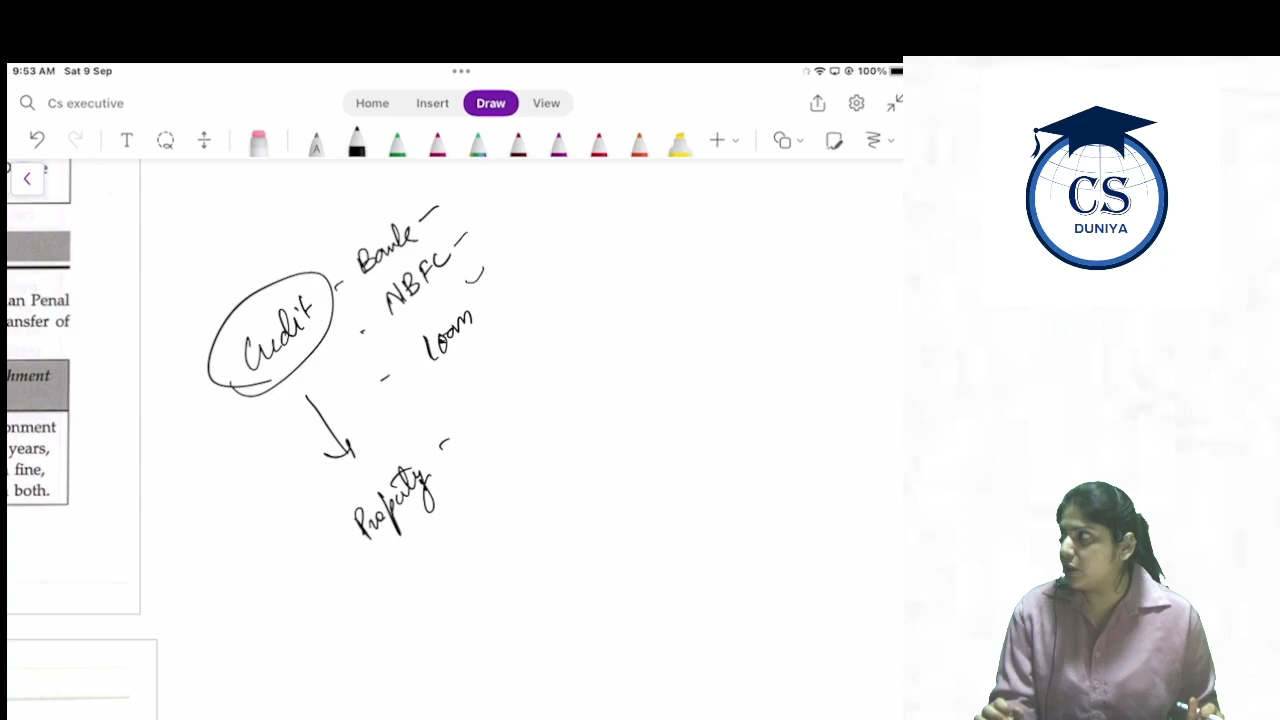 9:53 AM Sat 9 Sep
100%
Cs executive
Home Insert Draw View
T
A
an Penal
ansfer of
hment
onment
years,
fine,
both.
Credit
- Bank -
- NBFC -
- Loan
Property -
CS
DUNIYA